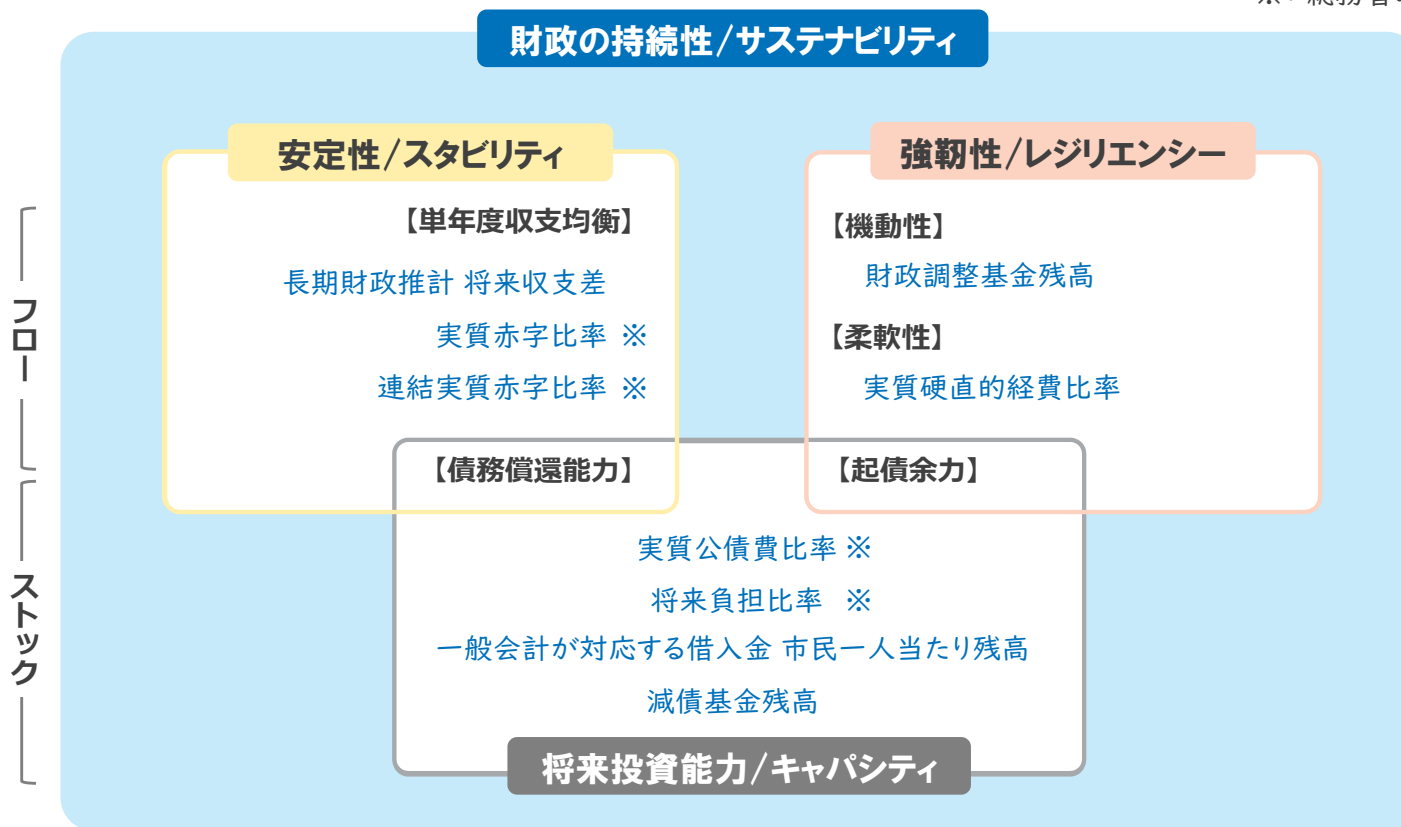 財政の持続性/サステナビリティ
安定性/スタビリティ
強靭性/レジリエンシー
【単年度収支均衡】
長期財政推計 将来収支差
実質赤字比率 ※
連結実質赤字比率 ※
【機動性】
財政調整基金残高
【柔軟性】
実質硬直的経費比率
フロー
【債務償還能力】
【起債余力】
実質公債費比率 ※
将来負担比率 ※
一般会計が対応する借入金 市民一人当たり残高
減債基金残高
ストック
将来投資能力/キャパシティ